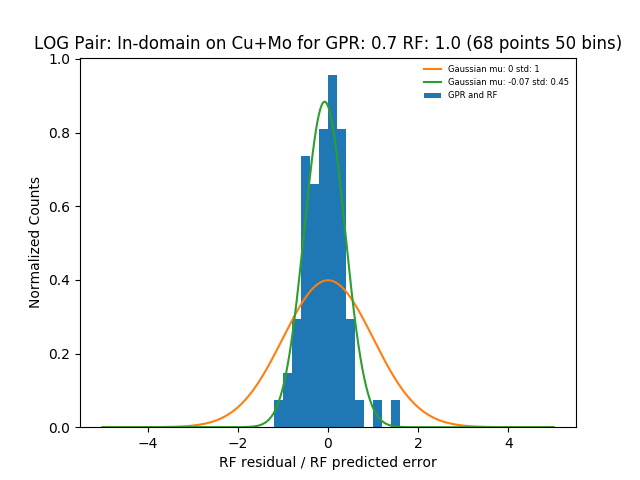 LOG Pair: In-domain on Cu+Mo for GPR: 0.7 RF: 1.0 (68 points 50 bins)
Gaussian mu: 0 std: 1
Gaussian mu: -0.07 std: 0.45
GPR and RF
Normalized Counts
1.0
0.8
0.6
0.4
0.2
0.0
−4 −2 0 2 4
RF residual / RF predicted error